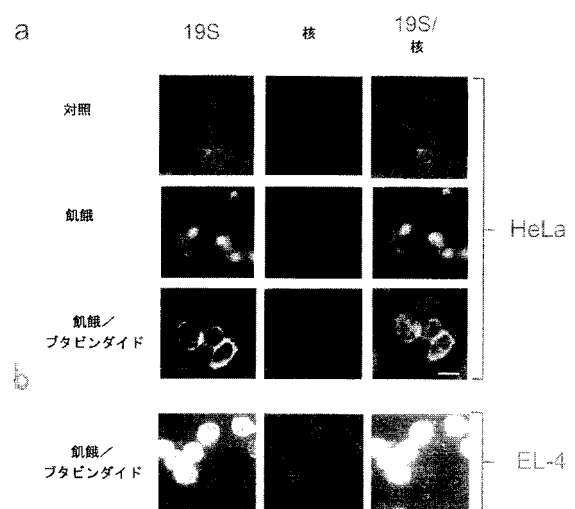 a
19S
核
19S/
核
対照
飢餓
HeLa
飢餓/
ブタビンダイド
b
飢餓/
ブタビンダイド
EL-4